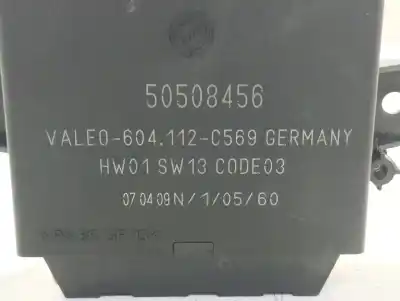 50508456
VALEO-604.112-C569 GERMANY
HW01 SW13 CODE03
070409N/1/05/60